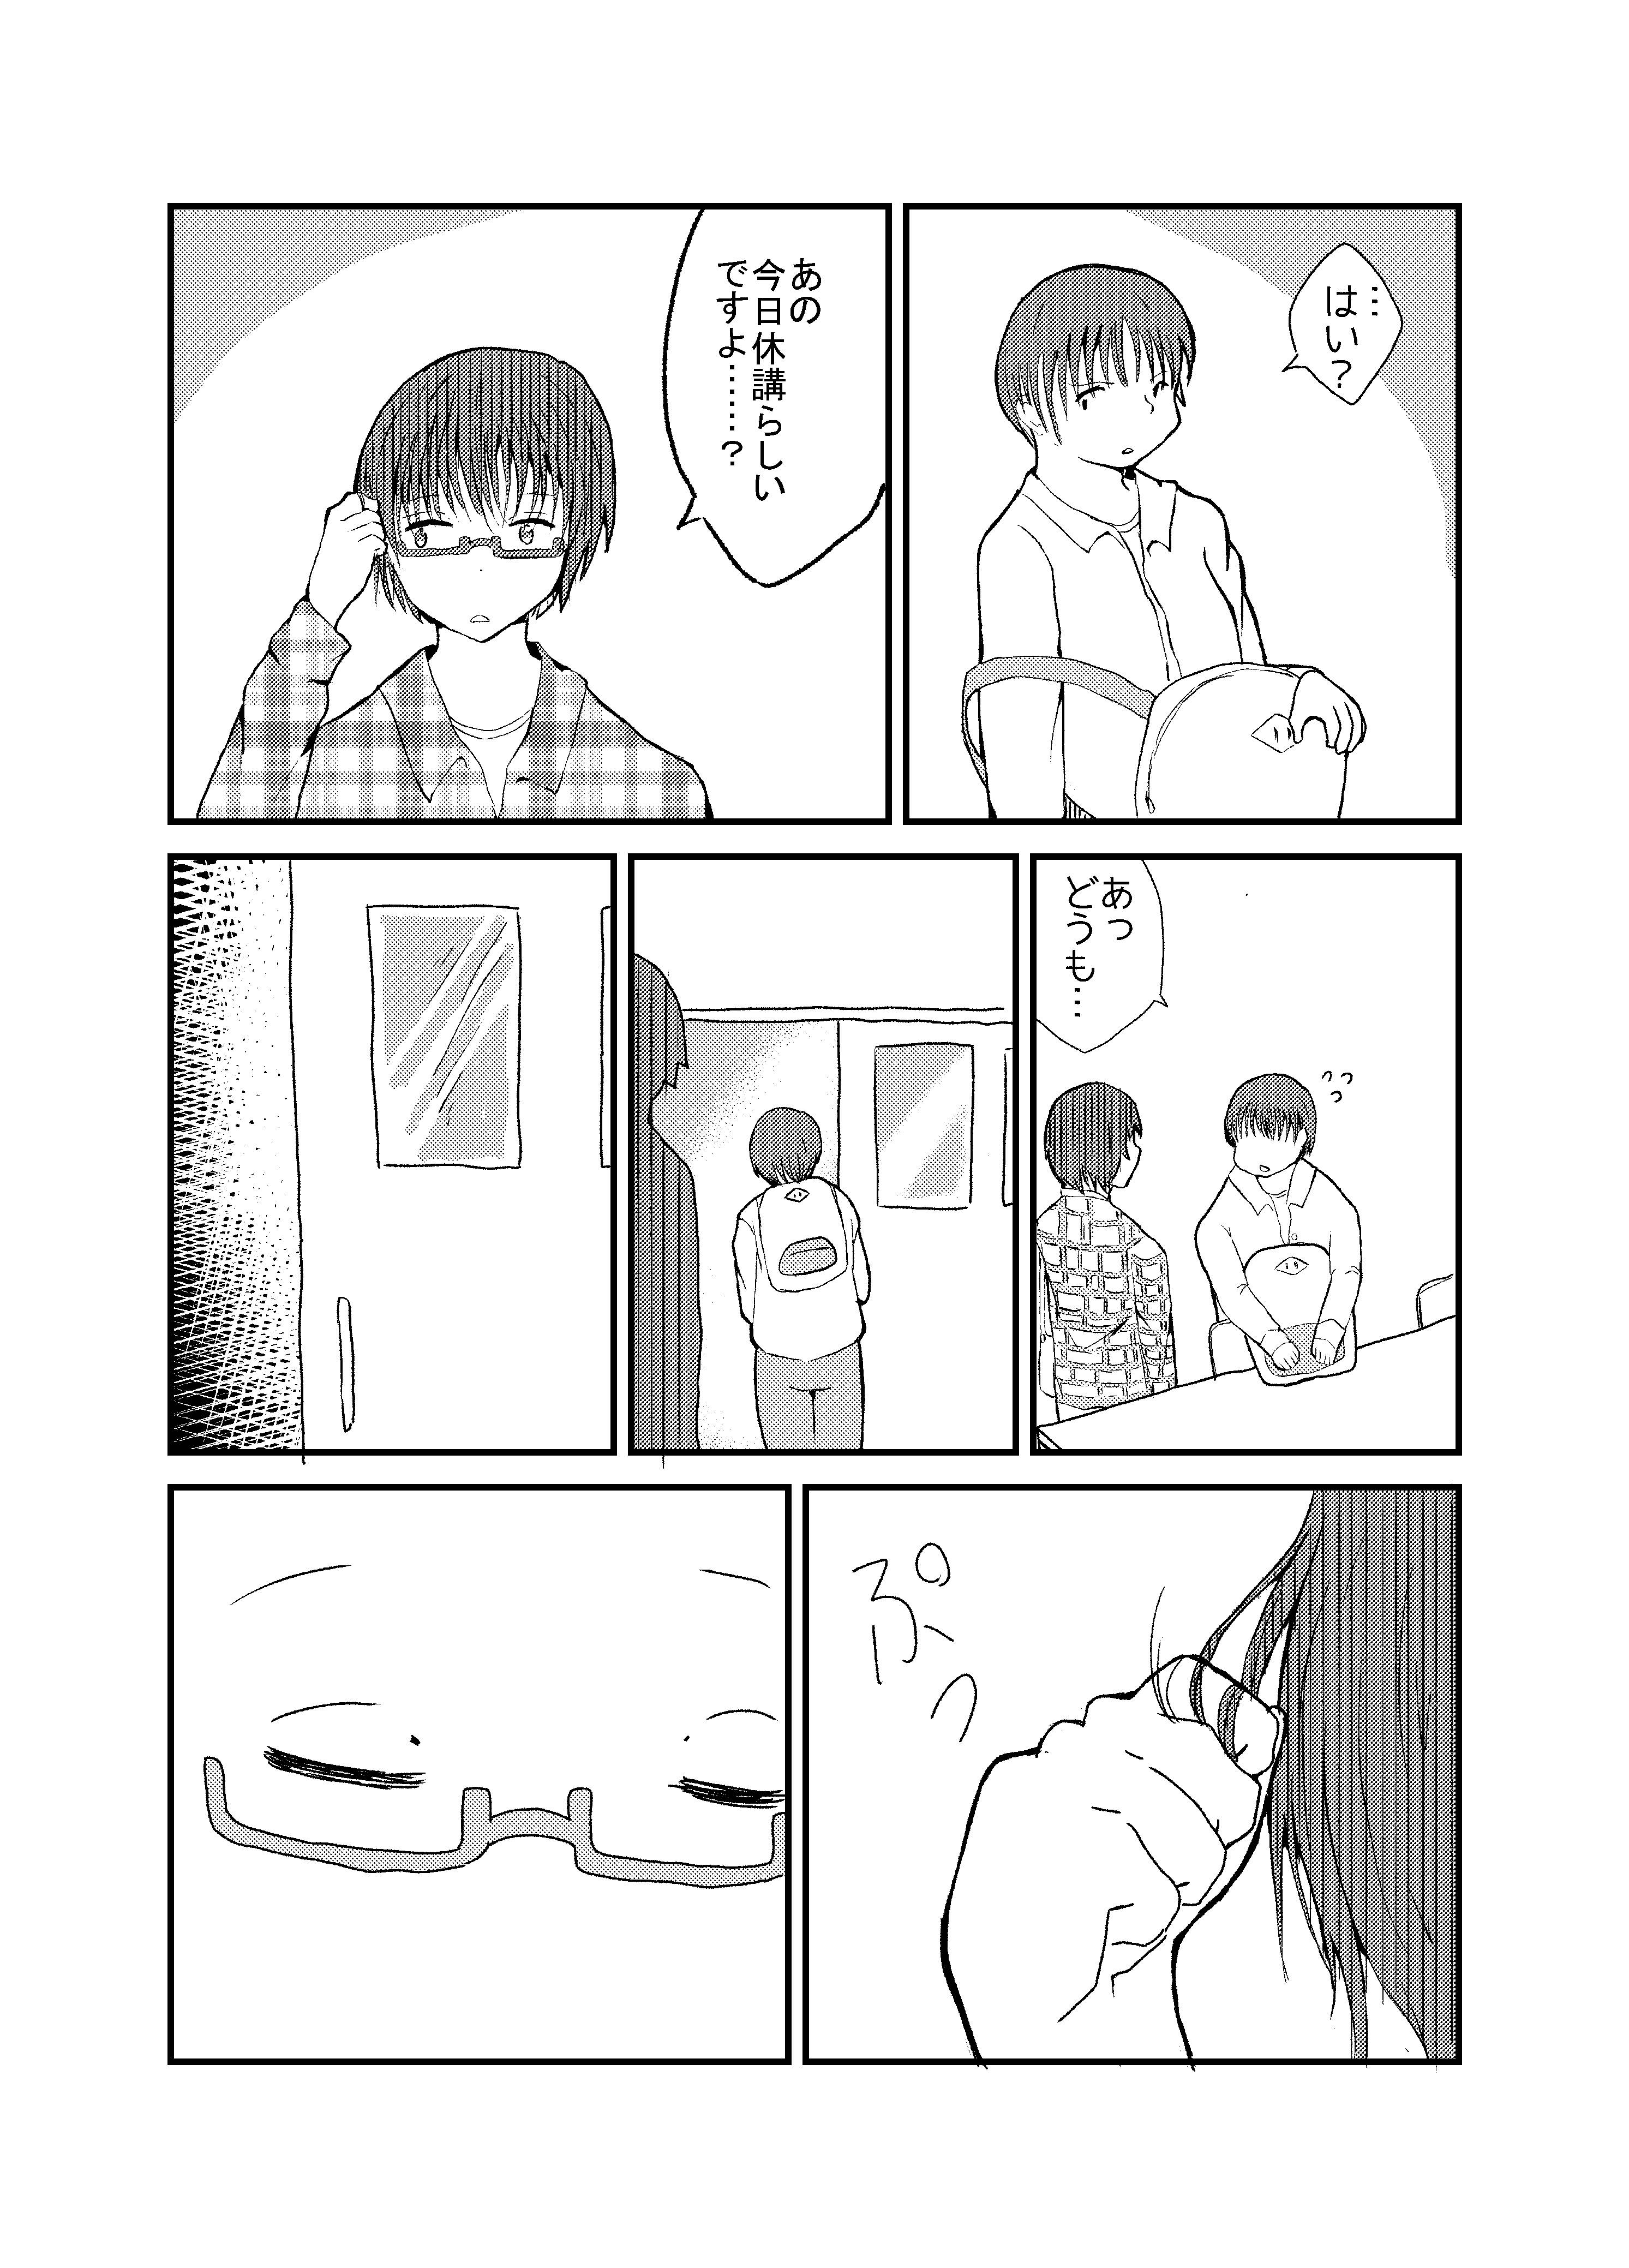 …
はい？
あの
今日休講らしい
ですよ……？
あっ
どうも…
ぷつ